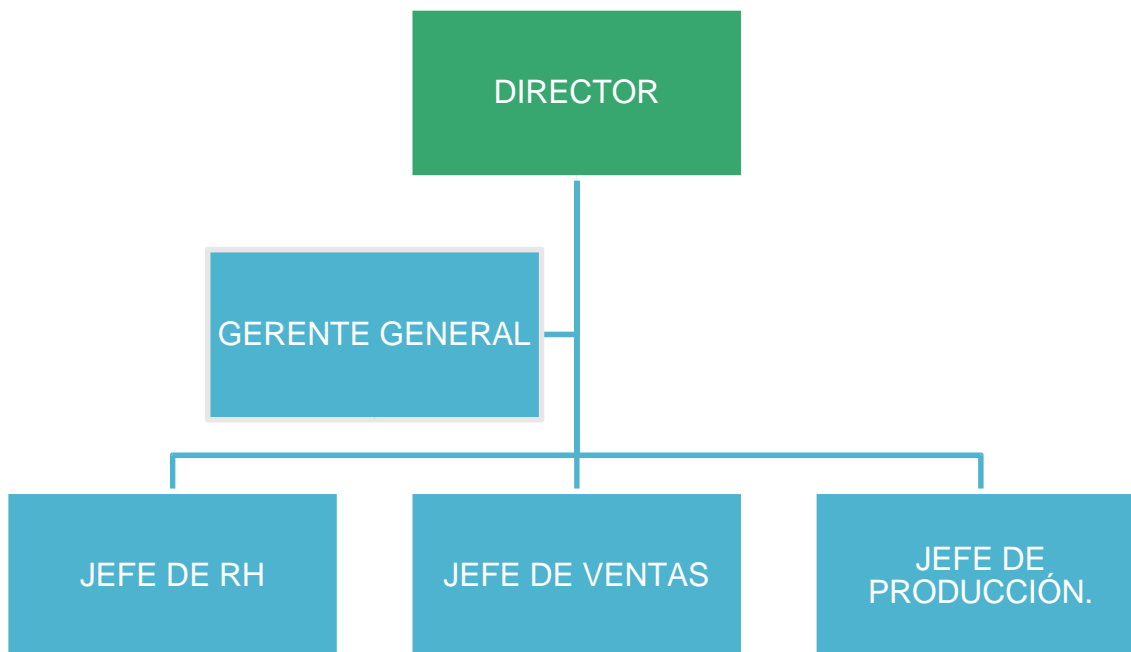 DIRECTOR
GERENTE GENERAL
JEFE DE RH
JEFE DE VENTAS
JEFE DE
PRODUCCIÓN.